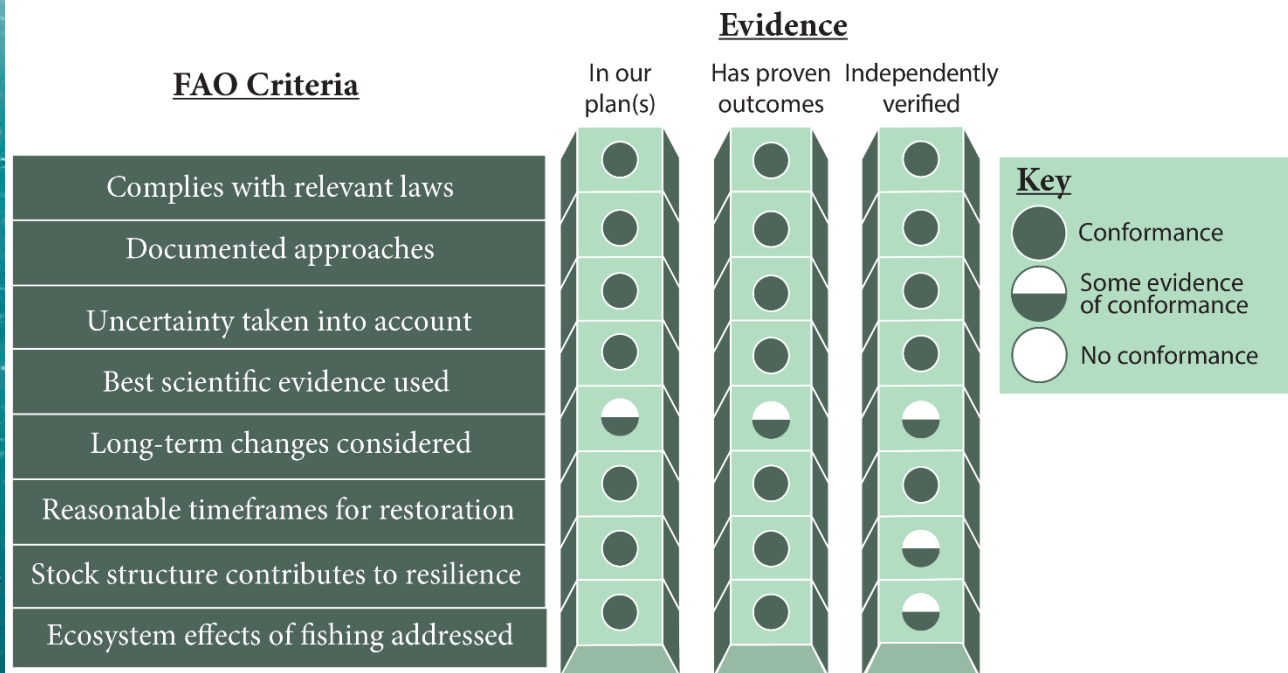 Evidence
FAO Criteria
In our
plan(s)
Has proven
outcomes
Independently
verified
Complies with relevant laws
Documented approaches
Uncertainty taken into account
Best scientific evidence used
Long-term changes considered
Reasonable timeframes for restoration
Stock structure contributes to resilience
Ecosystem effects of fishing addressed
Key
Conformance
Some evidence
of conformance
No conformance